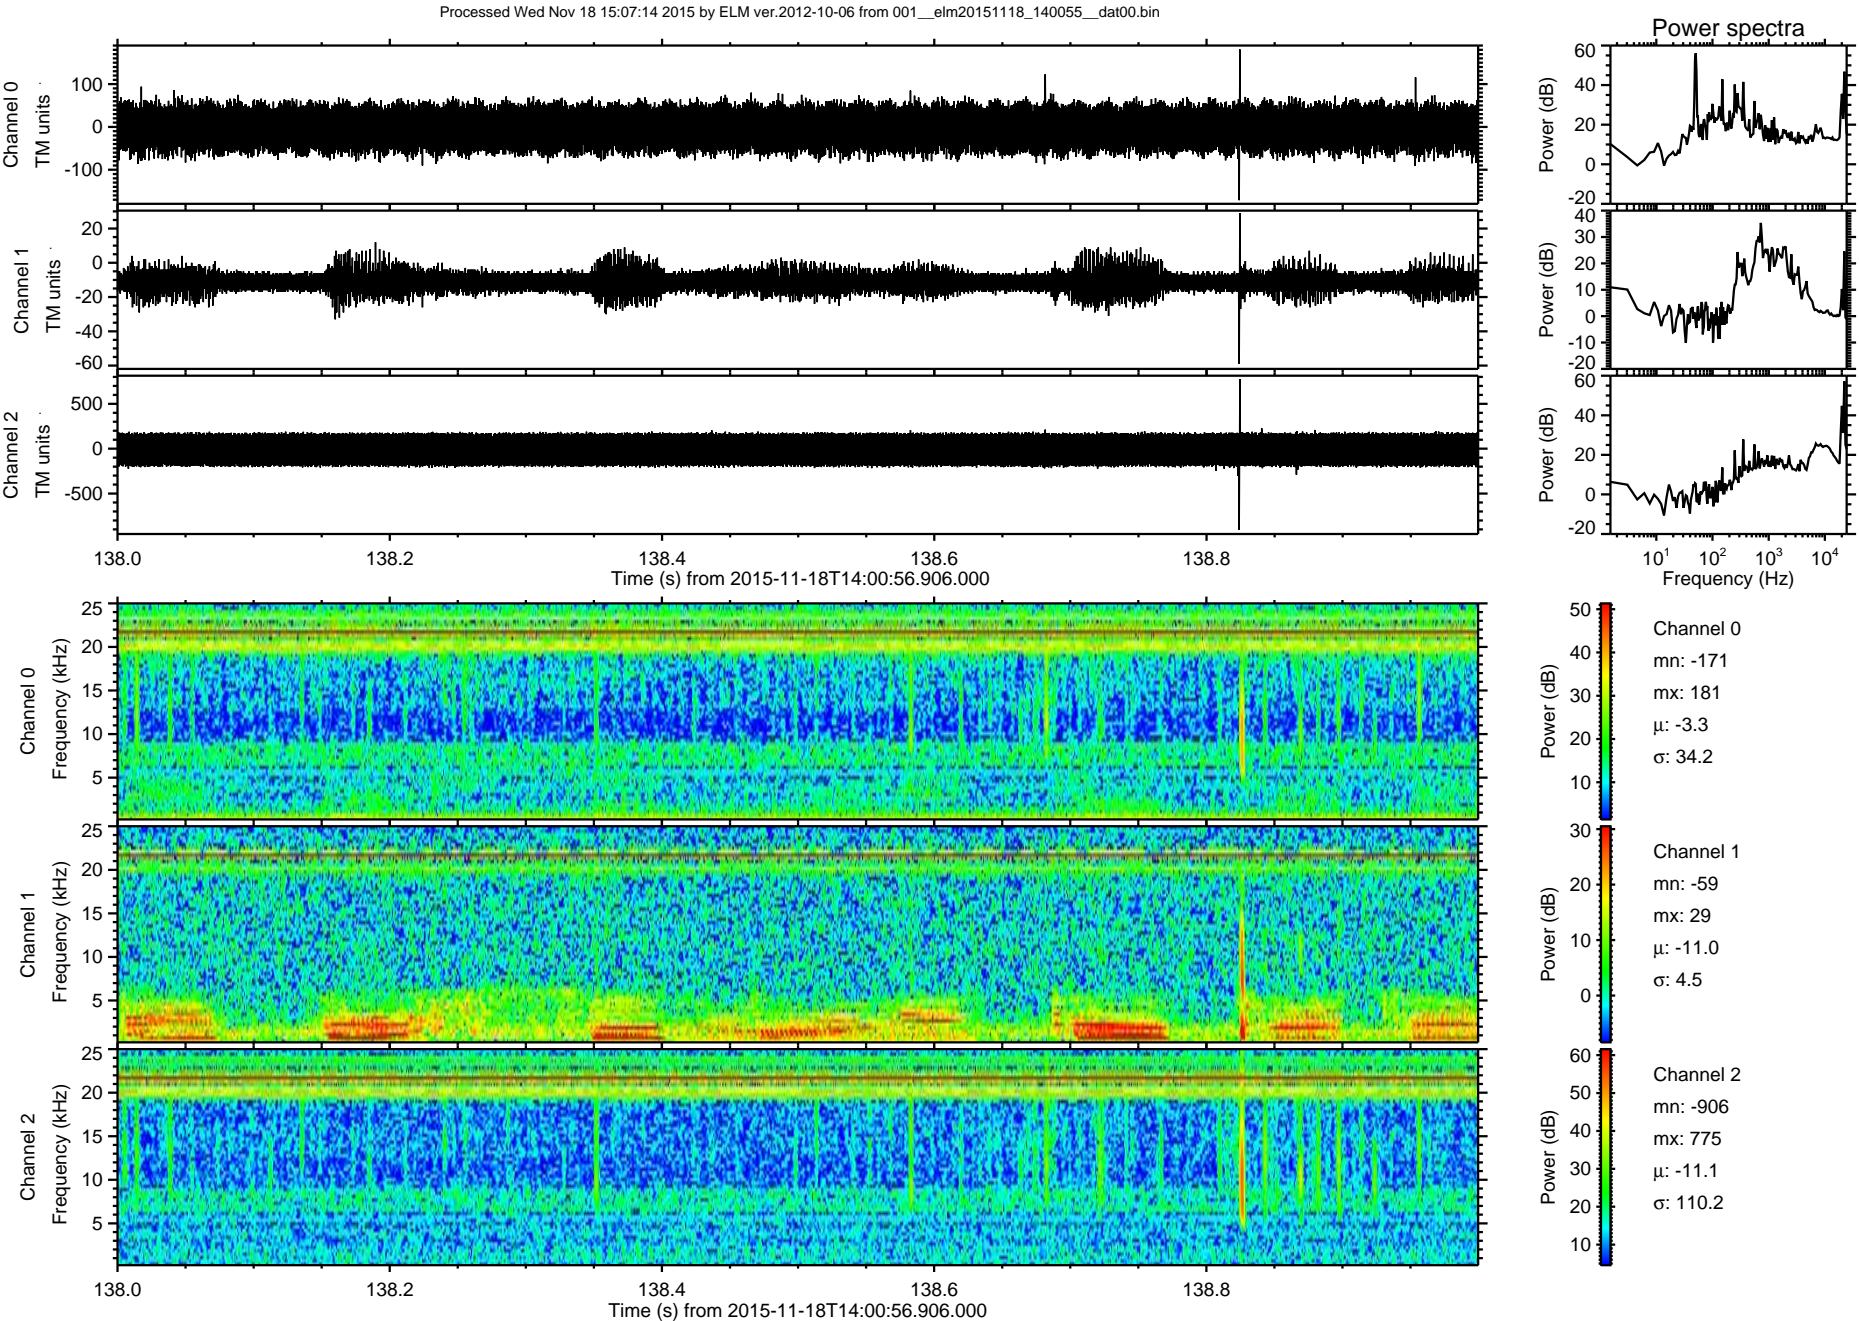 Processed Wed Nov 18 15:07:14 2015 by ELM ver.2012-10-06 from 001__elm20151118_140055__dat00.bin
Power spectra
Channel 0
TM units
100
0
-100
Power (dB)
60
40
20
0
-20
Channel 1
TM units
20
0
-20
-40
-60
Power (dB)
40
30
20
10
0
-10
-20
Channel 2
TM units
500
0
-500
Power (dB)
60
40
20
0
-20
138.0 138.2 138.4 138.6 138.8
Time (s) from 2015-11-18T14:00:56.906.000
10^1 10^2 10^3 10^4
Frequency (Hz)
Channel 0
Frequency (kHz)
25
20
15
10
5
Power (dB)
50
40
30
20
10
Channel 0
mn: -171
mx: 181
μ: -3.3
σ: 34.2
Channel 1
Frequency (kHz)
25
20
15
10
5
Power (dB)
30
20
10
0
Channel 1
mn: -59
mx: 29
μ: -11.0
σ: 4.5
Channel 2
Frequency (kHz)
25
20
15
10
5
Power (dB)
60
50
40
30
20
10
Channel 2
mn: -906
mx: 775
μ: -11.1
σ: 110.2
138.0 138.2 138.4 138.6 138.8
Time (s) from 2015-11-18T14:00:56.906.000